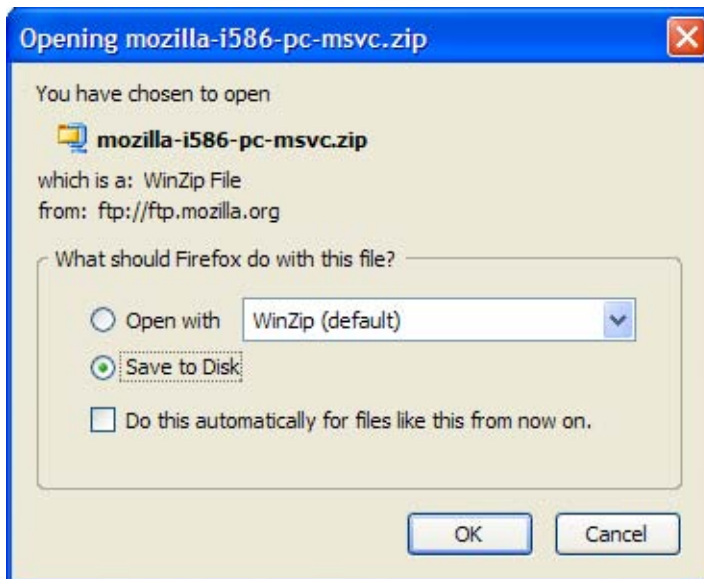 Opening mozilla-i586-pc-msvc.zip
You have chosen to open
mozilla-i586-pc-msvc.zip
which is a: WinZip File
from: ftp://ftp.mozilla.org
What should Firefox do with this file?
Open with WinZip (default)
Save to Disk
Do this automatically for files like this from now on.
OK Cancel